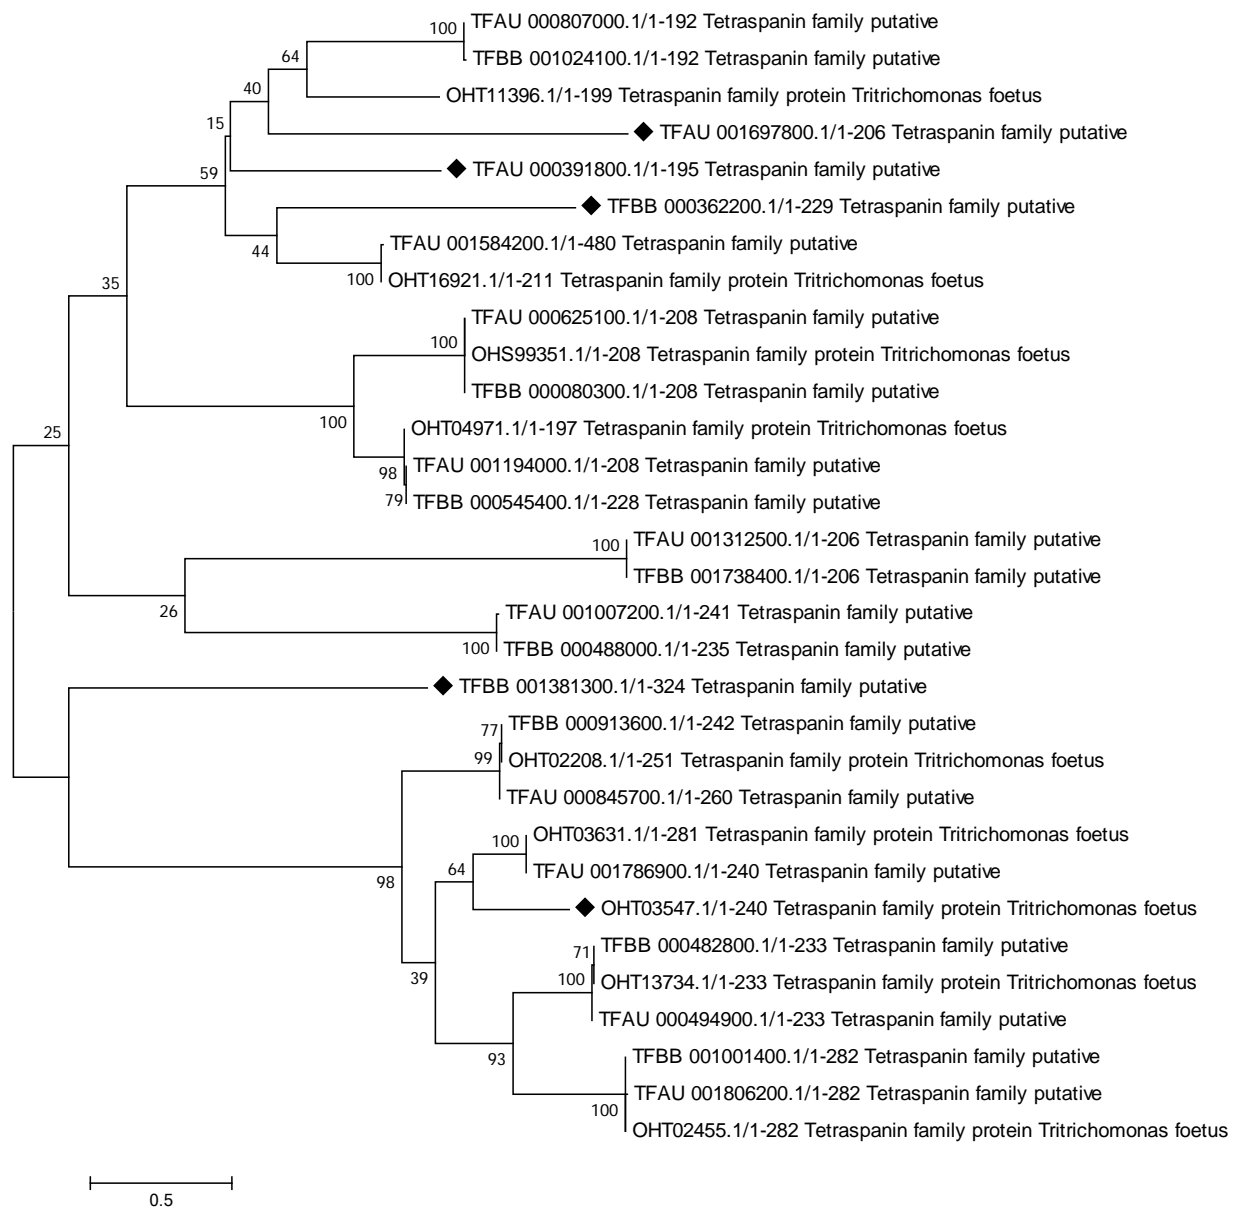 TFAU 000807000.1/1-192 Tetraspanin family putative
100
TFBB 001024100.1/1-192 Tetraspanin family putative
64
OHT11396.1/1-199 Tetraspanin family protein Tritrichomonas foetus
40
TFAU 001697800.1/1-206 Tetraspanin family putative
15
TFAU 000391800.1/1-195 Tetraspanin family putative
59
TFBB 000362200.1/1-229 Tetraspanin family putative
44
TFAU 001584200.1/1-480 Tetraspanin family putative
100
OHT16921.1/1-211 Tetraspanin family protein Tritrichomonas foetus
35
TFAU 000625100.1/1-208 Tetraspanin family putative
100
OHS99351.1/1-208 Tetraspanin family protein Tritrichomonas foetus
TFBB 000080300.1/1-208 Tetraspanin family putative
100
OHT04971.1/1-197 Tetraspanin family protein Tritrichomonas foetus
25
TFAU 001194000.1/1-208 Tetraspanin family putative
98
79
TFBB 000545400.1/1-228 Tetraspanin family putative
TFAU 001312500.1/1-206 Tetraspanin family putative
100
TFBB 001738400.1/1-206 Tetraspanin family putative
26
TFAU 001007200.1/1-241 Tetraspanin family putative
100
TFBB 000488000.1/1-235 Tetraspanin family putative
TFBB 001381300.1/1-324 Tetraspanin family putative
TFBB 000913600.1/1-242 Tetraspanin family putative
77
99
OHT02208.1/1-251 Tetraspanin family protein Tritrichomonas foetus
TFAU 000845700.1/1-260 Tetraspanin family putative
OHT03631.1/1-281 Tetraspanin family protein Tritrichomonas foetus
100
TFAU 001786900.1/1-240 Tetraspanin family putative
64
98
OHT03547.1/1-240 Tetraspanin family protein Tritrichomonas foetus
TFBB 000482800.1/1-233 Tetraspanin family putative
71
39
100
OHT13734.1/1-233 Tetraspanin family protein Tritrichomonas foetus
TFAU 000494900.1/1-233 Tetraspanin family putative
93
TFBB 001001400.1/1-282 Tetraspanin family putative
TFAU 001806200.1/1-282 Tetraspanin family putative
100
OHT02455.1/1-282 Tetraspanin family protein Tritrichomonas foetus
0.5